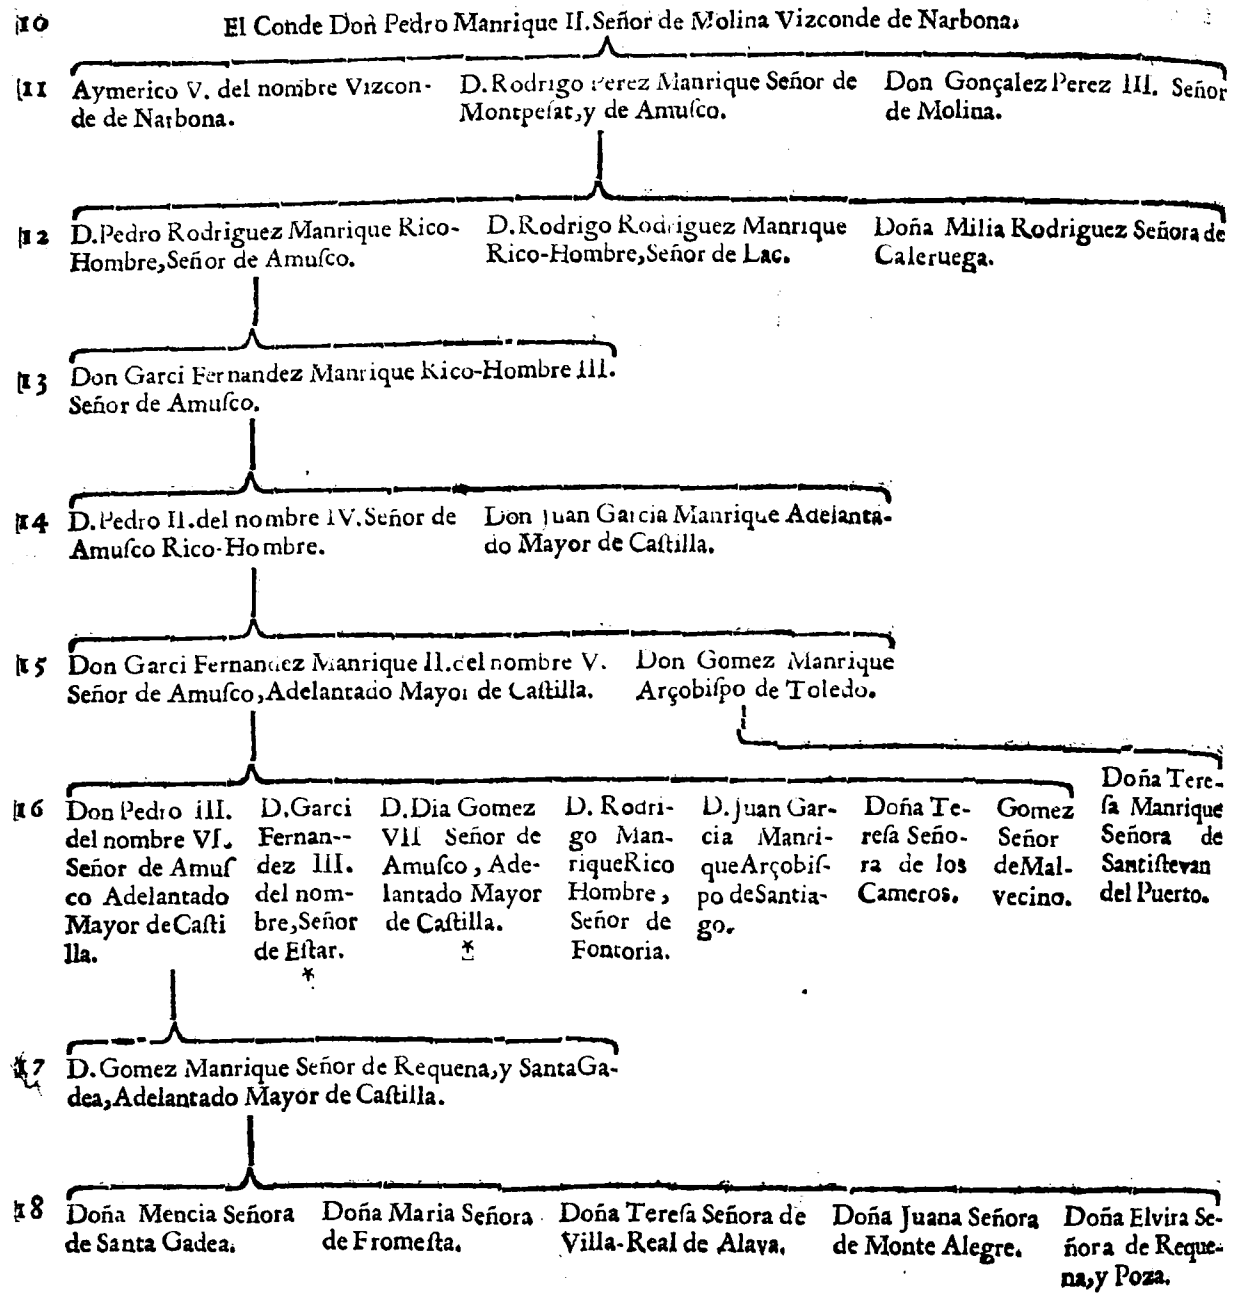 10 El Conde Don Pedro Manrique II. Señor de Molina Vizconde de Narbona.
11 Aymerico V. del nombre Vizcon-
de de Narbona.
D. Rodrigo Perez Manrique Señor de
Montpeſat, y de Amuſco.
Don Gonçalez Perez III. Señor
de Molina.
12 D. Pedro Rodriguez Manrique Rico-
Hombre, Señor de Amuſco.
D. Rodrigo Rodriguez Manrique
Rico-Hombre, Señor de Lac.
Doña Milia Rodriguez Señora de
Caleruega.
13 Don Garci Fernandez Manrique Rico-Hombre III.
Señor de Amuſco.
14 D. Pedro II. del nombre IV. Señor de
Amuſco Rico-Hombre.
Don Juan Garcia Manrique Adelanta-
do Mayor de Caſtilla.
15 Don Garci Fernandez Manrique II. del nombre V.
Señor de Amuſco, Adelantado Mayor de Caſtilla.
Don Gomez Manrique
Arçobiſpo de Toledo.
16 Don Pedro III.
del nombre VI.
Señor de Amuſ
co Adelantado
Mayor de Caſti
lla.
D. Garci
Fernan--
dez III.
del nom-
bre, Señor
de Eſtar.
*
D. Dia Gomez
VII Señor de
Amuſco, Ade-
lantado Mayor
de Caſtilla.
*
D. Rodri-
go Man-
rique Rico
Hombre,
Señor de
Fontoria.
D. Juan Gar-
cia Manri-
que Arçobiſ-
po de Santia-
go.
Doña Te-
reſa Seño-
ra de los
Cameros.
Gomez
Señor
de Mal-
vecino.
Doña Tere-
ſa Manrique
Señora de
Santiſtevan
del Puerto.
17 D. Gomez Manrique Señor de Requena, y Santa Ga-
dea, Adelantado Mayor de Caſtilla.
18 Doña Mencia Señora
de Santa Gadea.
Doña Maria Señora
de Fromeſta.
Doña Tereſa Señora de
Villa-Real de Alava.
Doña Juana Señora
de Monte Alegre.
Doña Elvira Se-
ñora de Reque-
na, y Poza.